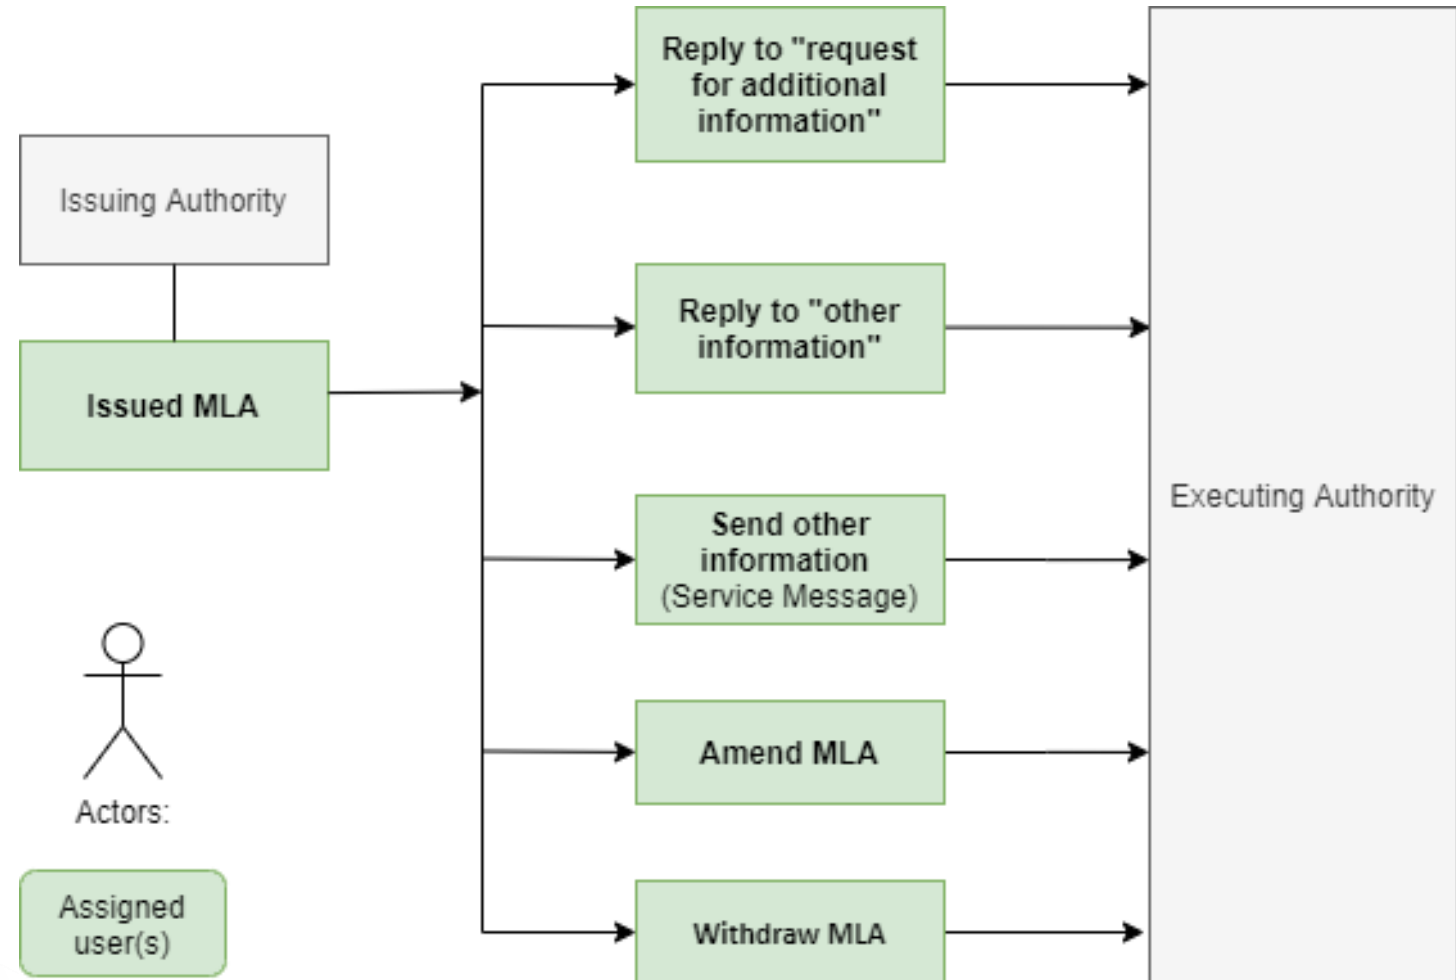 Reply to "request
for additional
information"
Issuing Authority
Reply to "other
information"
Issued MLA
Executing Authority
Send other
information
(Service Message)
Amend MLA
Actors:
Assigned
user(s)
Withdraw MLA